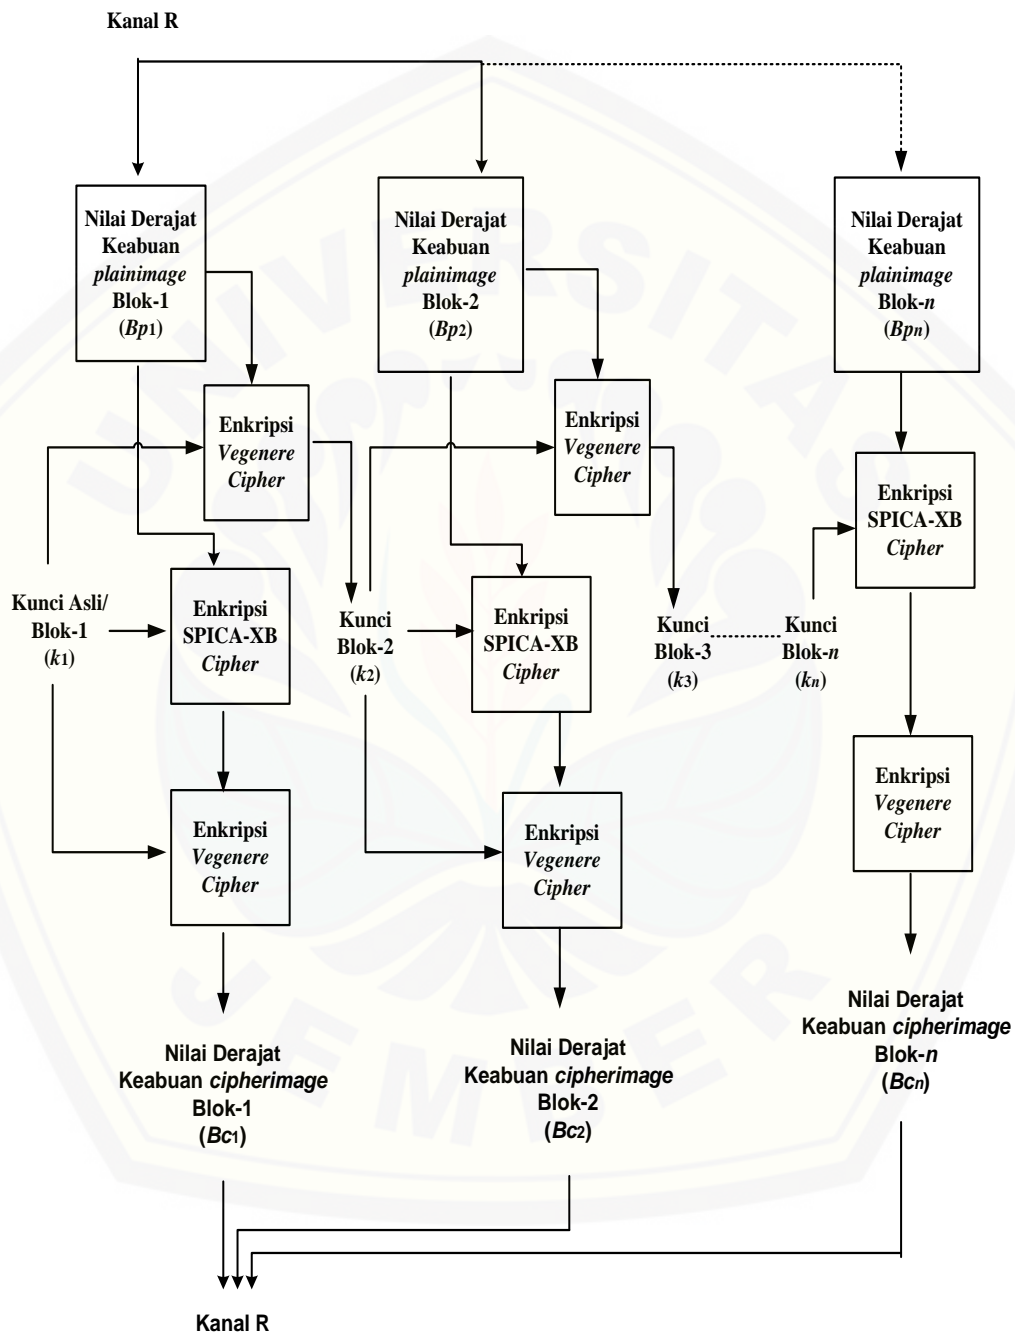 Kanal R
Nilai Derajat
Keabuan
plainimage
Blok-1
(Bp1)
Nilai Derajat
Keabuan
plainimage
Blok-2
(Bp2)
Nilai Derajat
Keabuan
plainimage
Blok-n
(Bpn)
Enkripsi
Vegenere
Cipher
Enkripsi
Vegenere
Cipher
Enkripsi
SPICA-XB
Cipher
Kunci Asli/
Blok-1
(k1)
Enkripsi
SPICA-XB
Cipher
Kunci
Blok-2
(k2)
Enkripsi
SPICA-XB
Cipher
Kunci
Blok-3
(k3)
Kunci
Blok-n
(kn)
Enkripsi
Vegenere
Cipher
Enkripsi
Vegenere
Cipher
Enkripsi
Vegenere
Cipher
Nilai Derajat
Keabuan cipherimage
Blok-1
(Bc1)
Nilai Derajat
Keabuan cipherimage
Blok-2
(Bc2)
Nilai Derajat
Keabuan cipherimage
Blok-n
(Bcn)
Kanal R
UNIVERSITAS
JEMBER